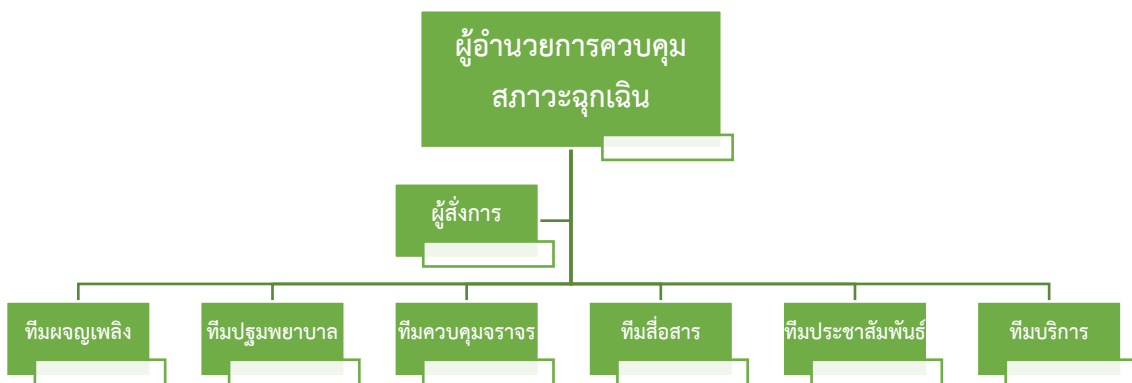 ผู้อำนวยการควบคุม
สภาวะฉุกเฉิน
ผู้สั่งการ
ทีมผจญเพลิง
ทีมปฐมพยาบาล
ทีมควบคุมจราจร
ทีมสื่อสาร
ทีมประชาสัมพันธ์
ทีมบริการ